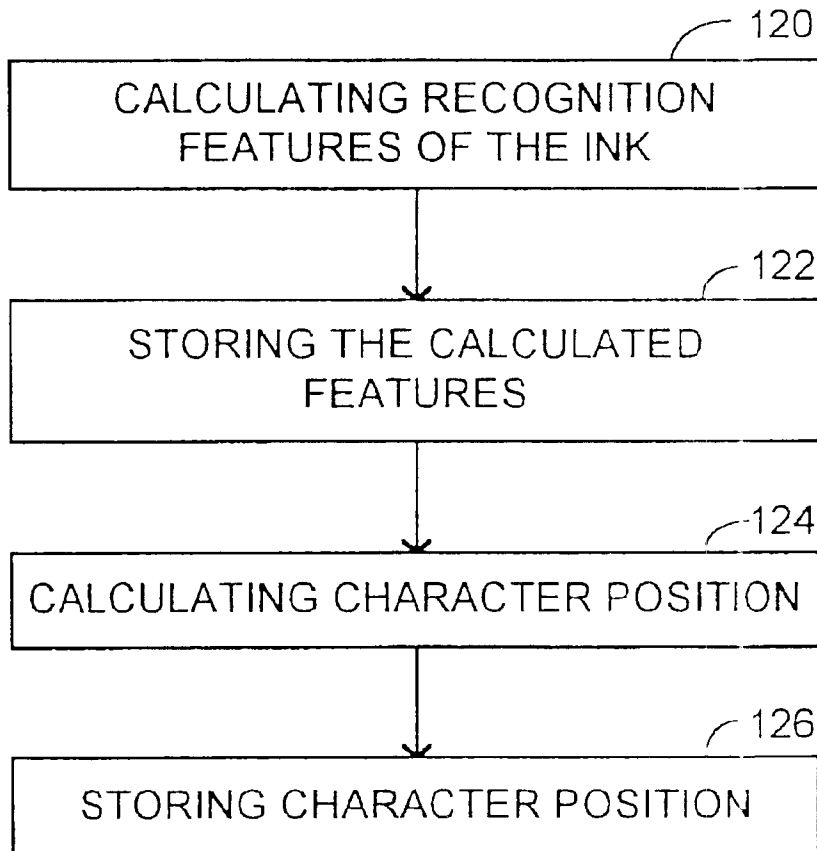 120
CALCULATING RECOGNITION
FEATURES OF THE INK
122
STORING THE CALCULATED
FEATURES
124
CALCULATING CHARACTER POSITION
126
STORING CHARACTER POSITION